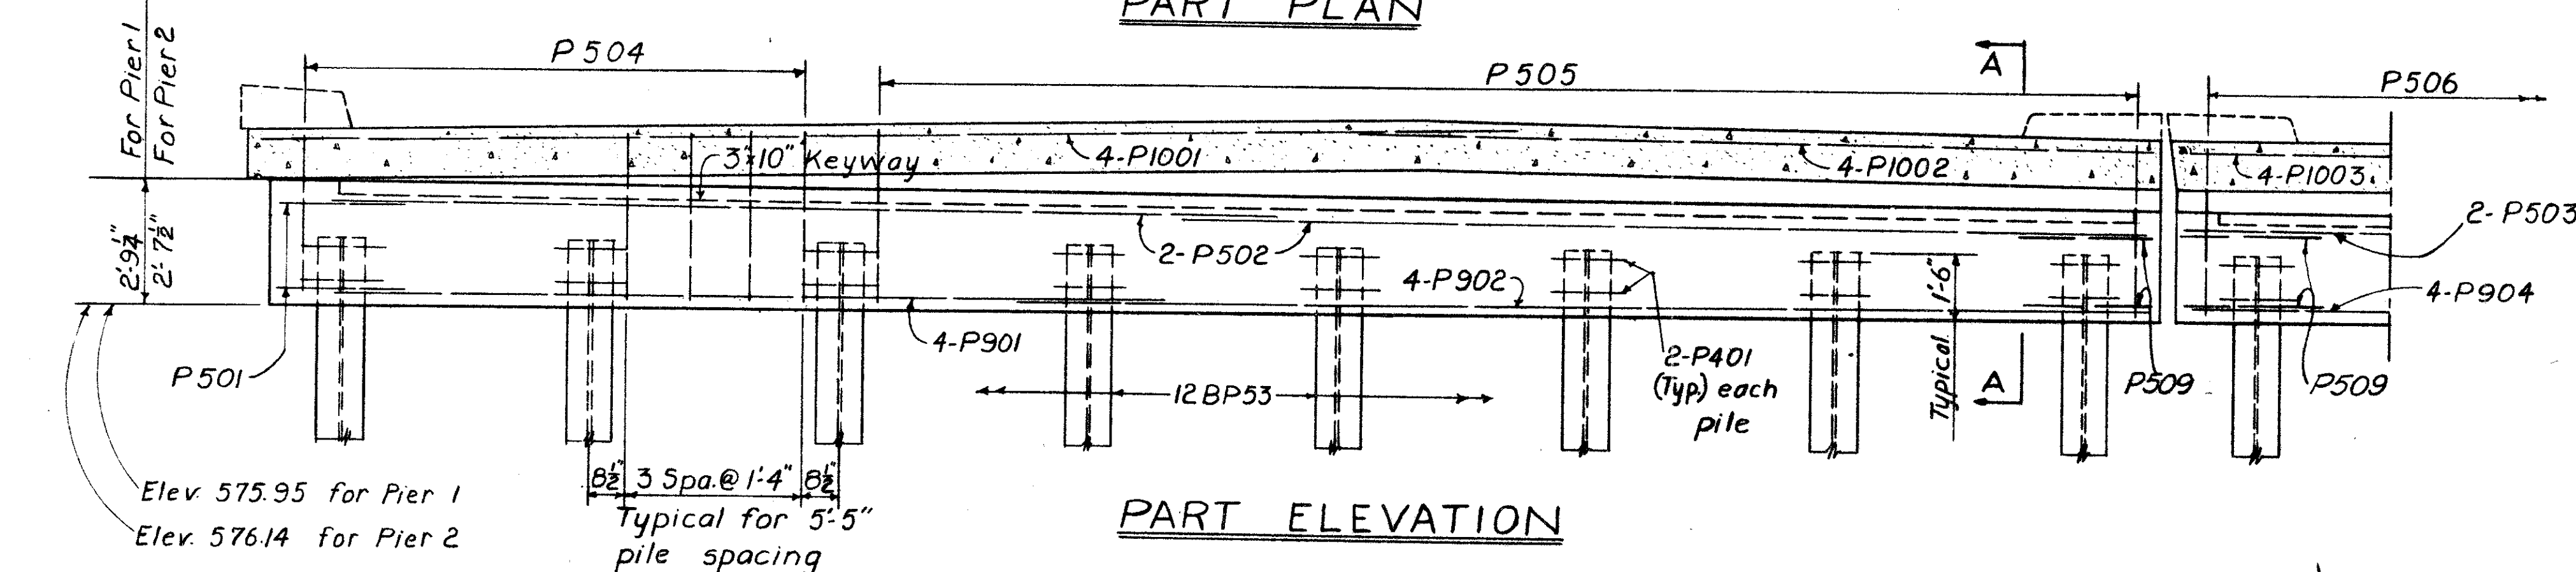 PART PLAN
For Pier 1
For Pier 2
P504
P505
A
P506
3"x10" Keyway
4-P1001
4-P1002
4-P1003
2'-9¼"
2'-7½"
2-P502
2-P503
4-P902
4-P904
4-P901
P501
12BP53
2-P401
(Typ.) each
pile
Typical 1'-6"
A
P509
P509
Elev. 575.95 for Pier 1
Elev. 576.14 for Pier 2
8½" 3 Spa.@ 1'-4" 8½"
Typical for 5'-5"
pile spacing
PART ELEVATION